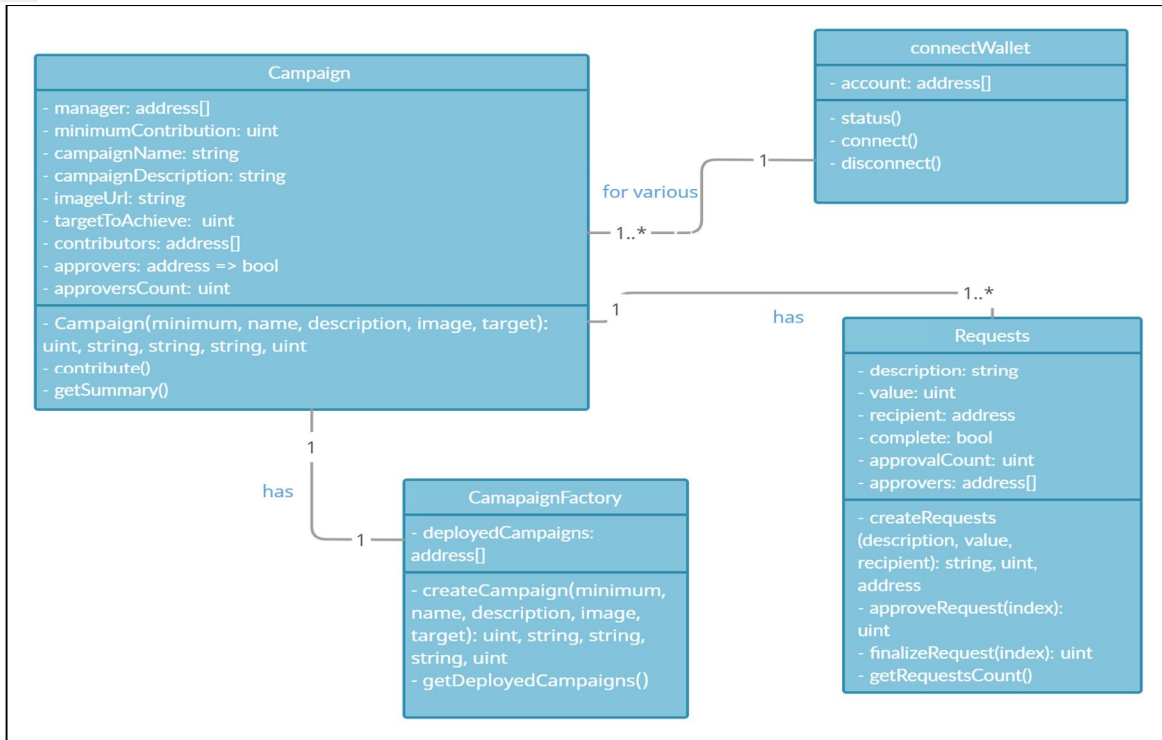 Campaign
- manager: address[]
- minimumContribution: uint
- campaignName: string
- campaignDescription: string
- imageUrl: string
- targetToAchieve:  uint
- contributors: address[]
- approvers: address => bool
- approversCount: uint
- Campaign(minimum, name, description, image, target):
uint, string, string, string, uint
- contribute()
- getSummary()
connectWallet
- account: address[]
- status()
- connect()
- disconnect()
for various
1
1..*
1
1..*
has
Requests
- description: string
- value: uint
- recipient: address
- complete: bool
- approvalCount: uint
- approvers: address[]
- createRequests
(description, value,
recipient): string, uint,
address
- approveRequest(index):
uint
- finalizeRequest(index): uint
- getRequestsCount()
1
has
1
CamapaignFactory
- deployedCampaigns:
address[]
- createCampaign(minimum,
name, description, image,
target): uint, string, string,
string, uint
- getDeployedCampaigns()